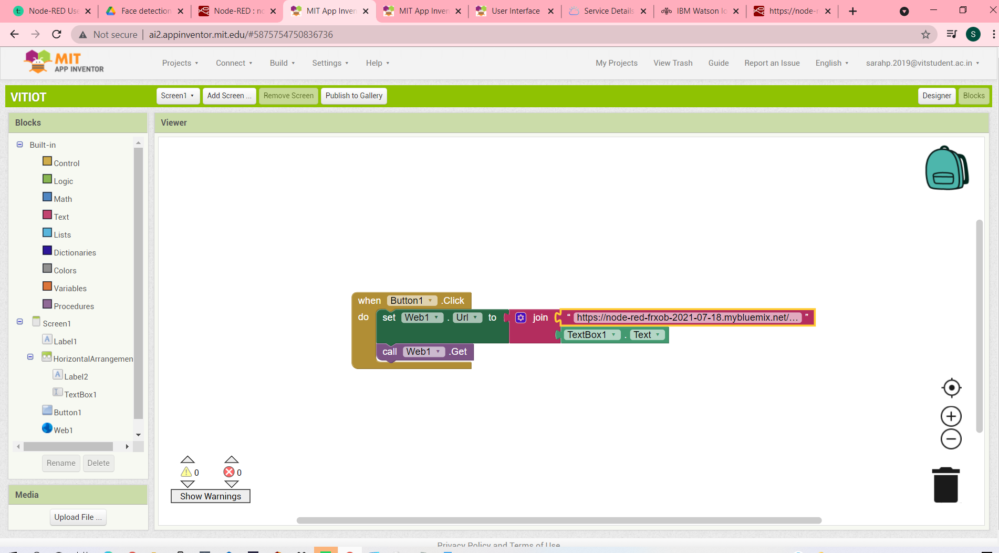 Node-RED Use
Face detection
Node-RED : no
MIT App Inven
MIT App Inven
User Interface
Service Details
IBM Watson Io
https://node-r
Not secure
ai2.appinventor.mit.edu/#5875754750836736
S
MIT
APP INVENTOR
Projects
Connect
Build
Settings
Help
My Projects
View Trash
Guide
Report an Issue
English
sarahp.2019@vitstudent.ac.in
VITIOT
Screen1
Add Screen ...
Remove Screen
Publish to Gallery
Designer
Blocks
Blocks
Viewer
Built-in
Control
Logic
Math
Text
Lists
Dictionaries
Colors
Variables
Procedures
Screen1
Label1
HorizontalArrangemen
Label2
TextBox1
Button1
Web1
Rename
Delete
Media
Upload File ...
when Button1 .Click
do set Web1 . Url to join “ https://node-red-frxob-2021-07-18.mybluemix.net/... ”
TextBox1 . Text
call Web1 .Get
0
0
Show Warnings
Privacy Policy and Terms of Use